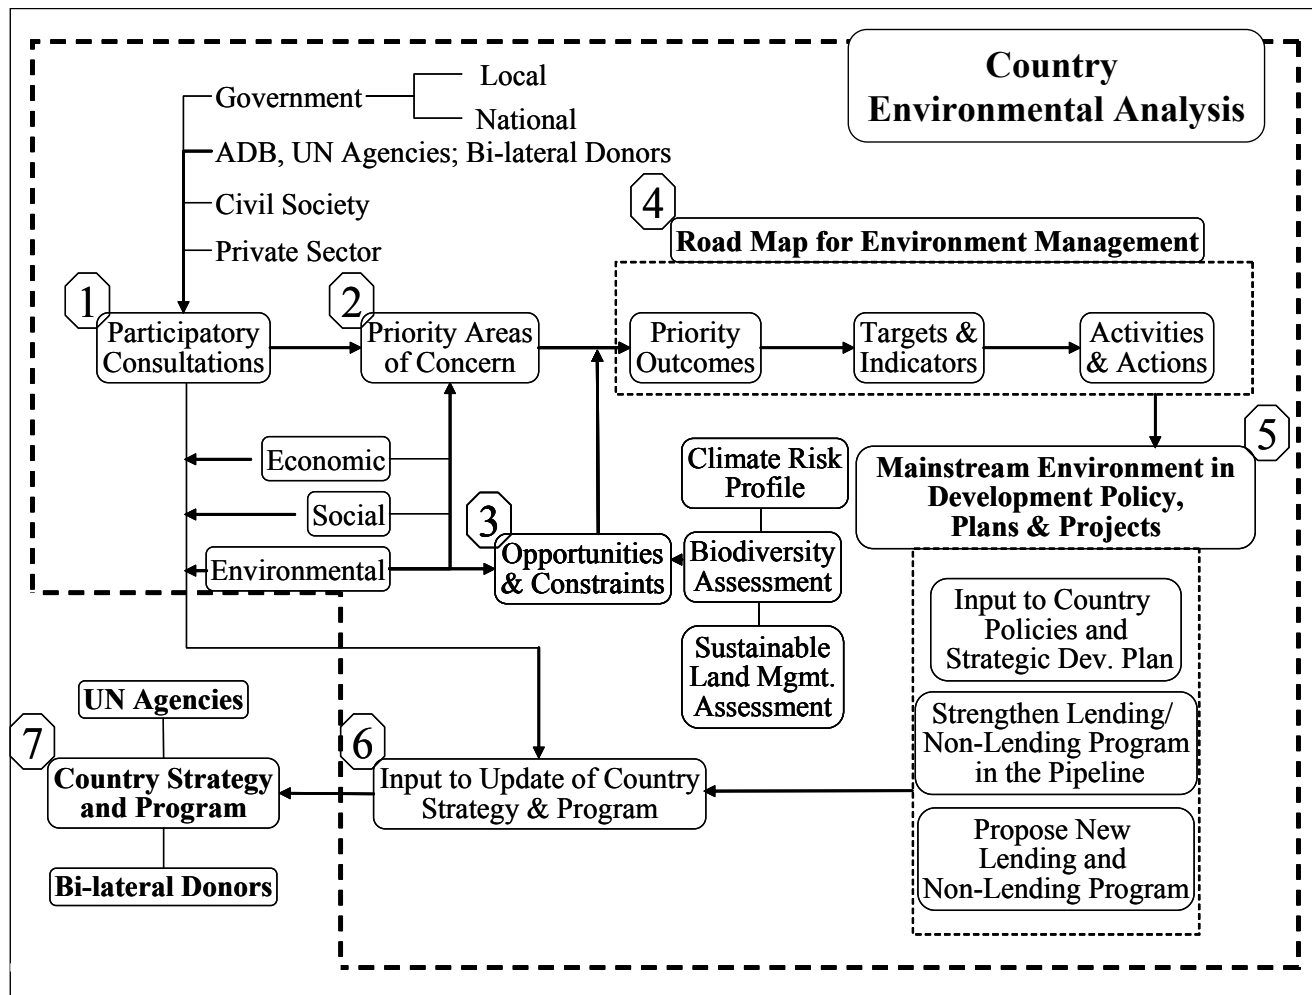 Country
Environmental Analysis
Government
Local
National
ADB, UN Agencies; Bi-lateral Donors
Civil Society
Private Sector
4
Road Map for Environment Management
1
Participatory
Consultations
2
Priority Areas
of Concern
Priority
Outcomes
Targets &
Indicators
Activities
& Actions
Economic
Social
Environmental
3
Opportunities
& Constraints
Climate Risk
Profile
Biodiversity
Assessment
Sustainable
Land Mgmt.
Assessment
5
Mainstream Environment in
Development Policy,
Plans & Projects
Input to Country
Policies and
Strategic Dev. Plan
Strengthen Lending/
Non-Lending Program
in the Pipeline
Propose New
Lending and
Non-Lending Program
6
Input to Update of Country
Strategy & Program
UN Agencies
7
Country Strategy
and Program
Bi-lateral Donors